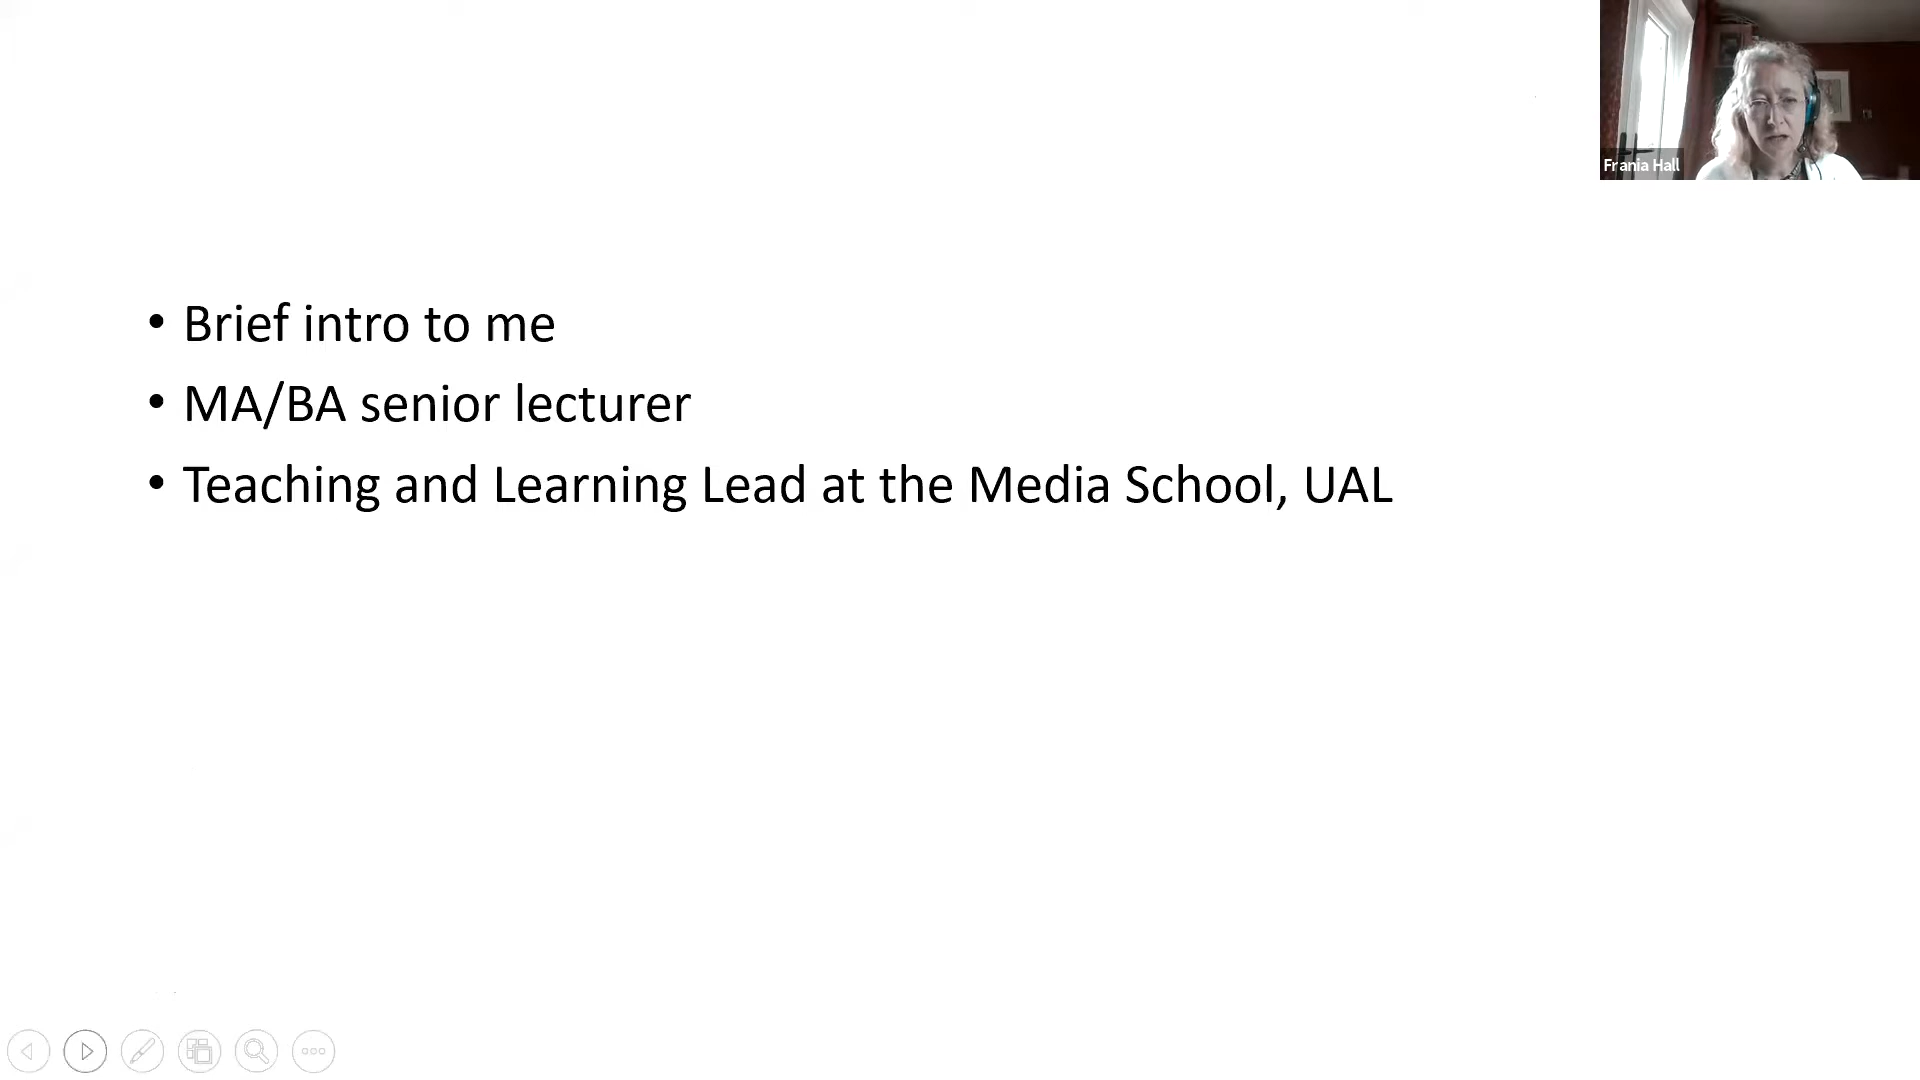 Frania Hall
• Brief intro to me
• MA/BA senior lecturer
• Teaching and Learning Lead at the Media School, UAL